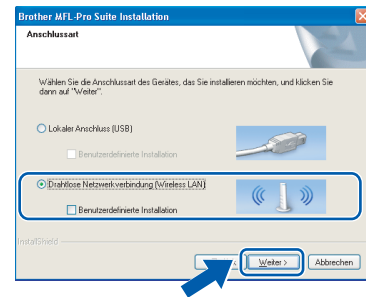 Brother MFL-Pro Suite Installation
Anschlussart
Wählen Sie die Anschlussart des Gerätes, das Sie installieren möchten, und klicken Sie
dann auf "Weiter".
Lokaler Anschluss (USB)
Benutzerdefinierte Installation
Drahtlose Netzwerkverbindung (Wireless LAN)
Benutzerdefinierte Installation
InstallShield
Weiter >
Abbrechen